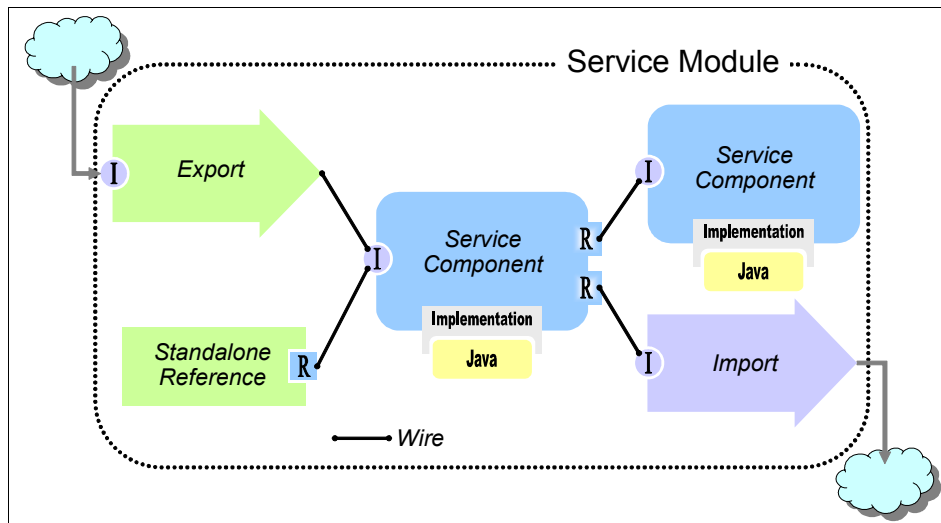 Service Module
I
Export
I
Service
Component
Implementation
Java
R
R
I
Service
Component
Implementation
Java
Standalone
Reference
R
I
Import
Wire